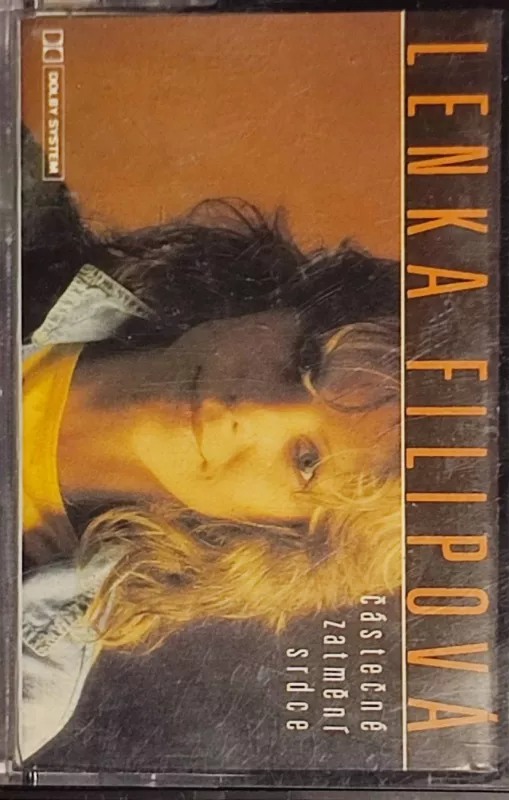 LENKA FILIPOVÁ
částečné
zatmění
srdce
DOLBY SYSTEM